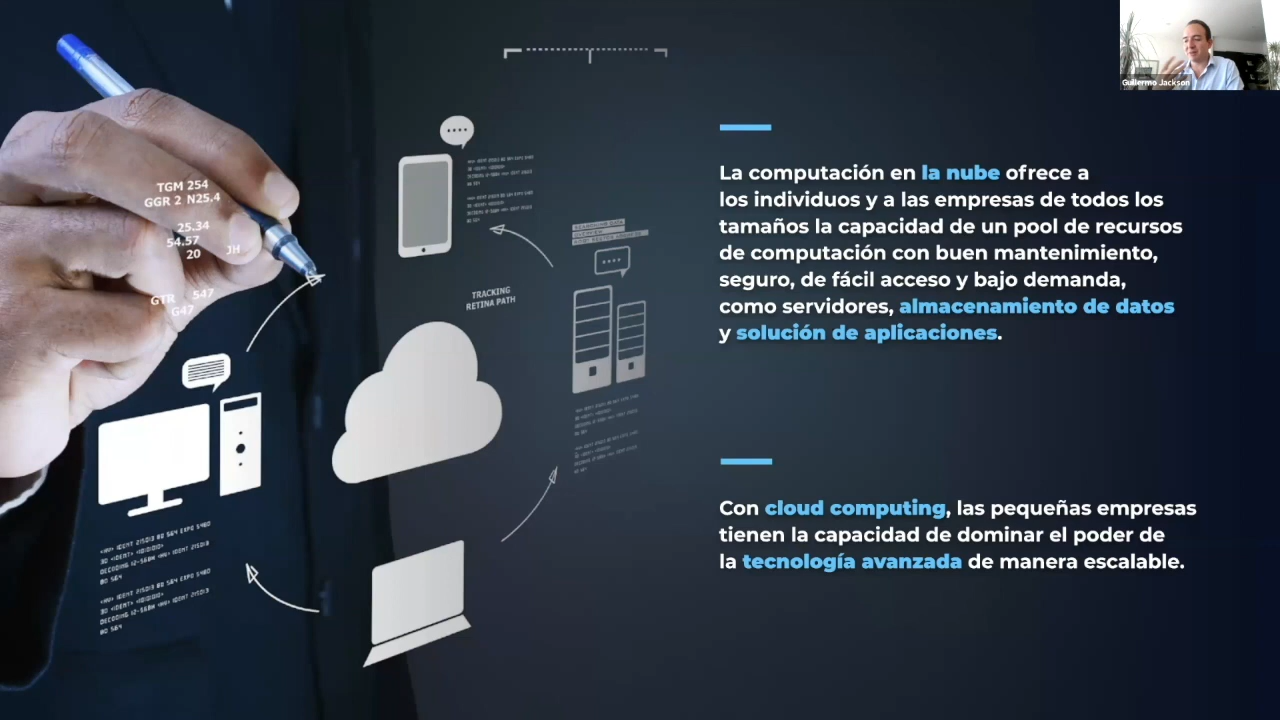 Guillermo Jackson
La computación en la nube ofrece a
los individuos y a las empresas de todos los
tamaños la capacidad de un pool de recursos
de computación con buen mantenimiento,
seguro, de fácil acceso y bajo demanda,
como servidores, almacenamiento de datos
y solución de aplicaciones.
Con cloud computing, las pequeñas empresas
tienen la capacidad de dominar el poder de
la tecnología avanzada de manera escalable.
TGM 254
GGR 2 N25.4
25.34
54.57
20 JH
GTR 547
G47
TRACKING
RETINA PATH